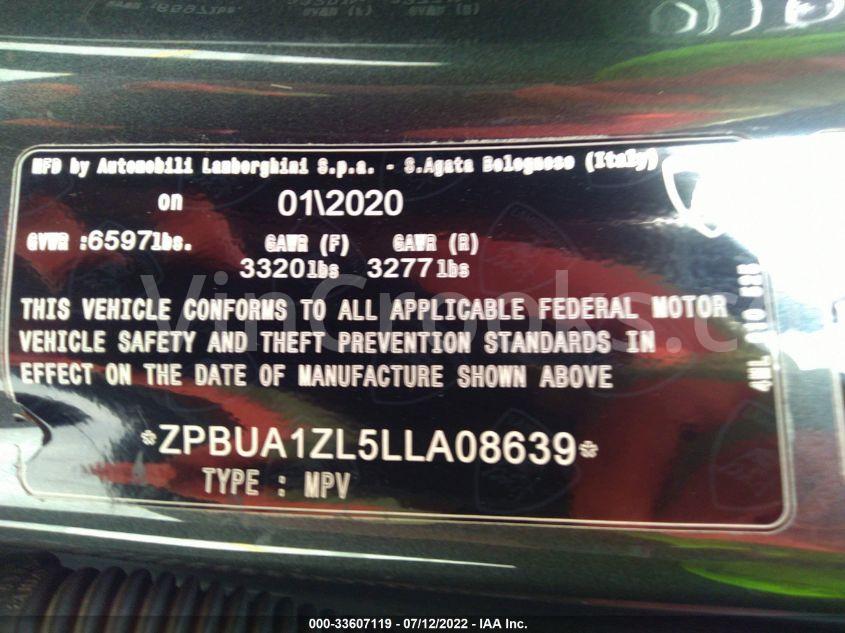 MFD by Automobili Lamborghini S.p.a. - S.Agata Bolognese (Italy)
on 01\2020
GVWR :6597lbs. GAWR (F) GAWR (R)
3320lbs 3277lbs
THIS VEHICLE CONFORMS TO ALL APPLICABLE FEDERAL MOTOR
VEHICLE SAFETY AND THEFT PREVENTION STANDARDS IN
EFFECT ON THE DATE OF MANUFACTURE SHOWN ABOVE
*ZPBUA1ZL5LLA08639*
TYPE : MPV
000-33607119 - 07/12/2022 - IAA Inc.